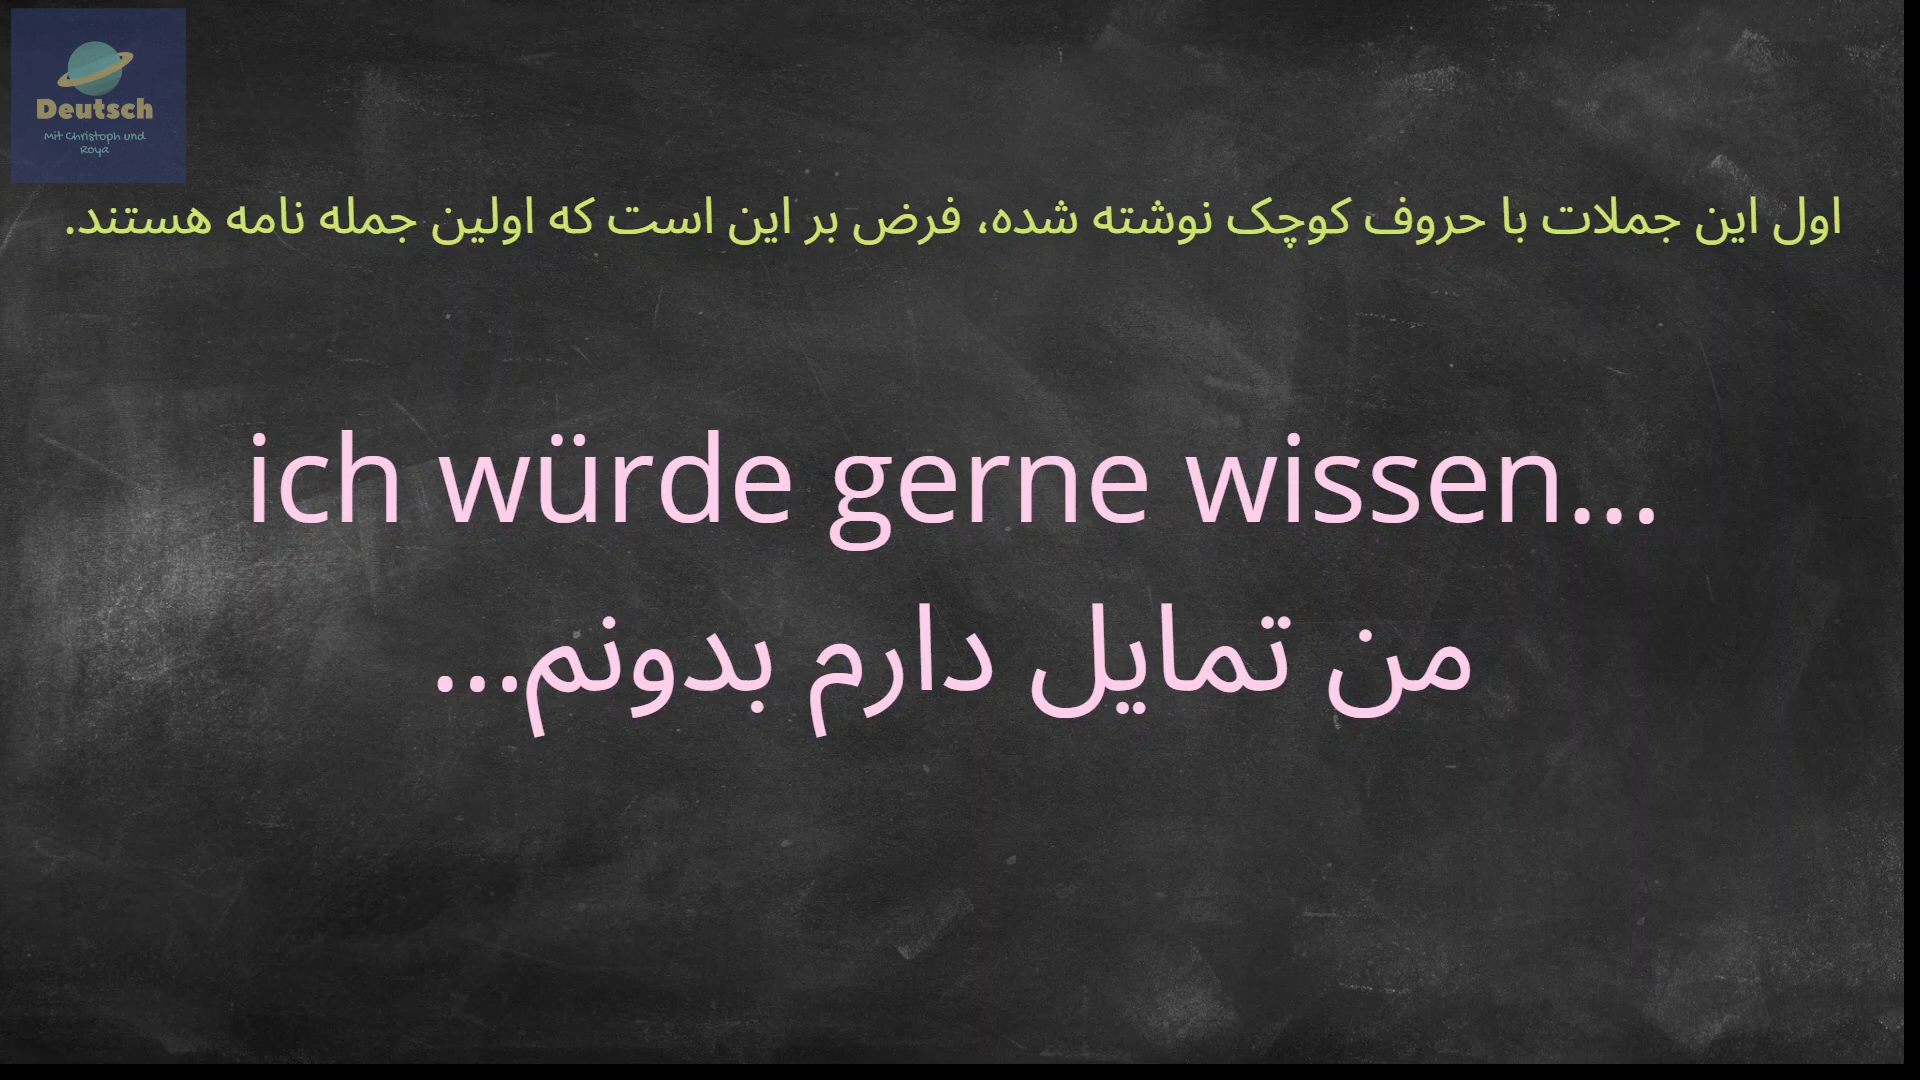 Deutsch
Mit Christoph und
Roya
اول این جملات با حروف کوچک نوشته شده، فرض بر این است که اولین جمله نامه هستند.
ich würde gerne wissen...
من تمایل دارم بدونم...